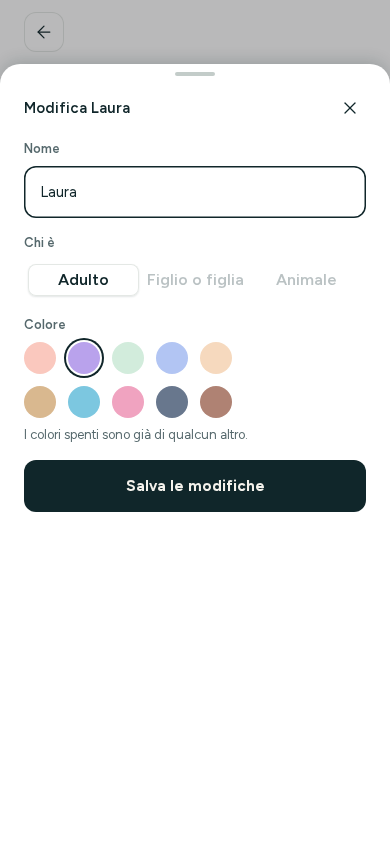 Modifica Laura
Nome
Laura
Chi è
Adulto Figlio o figlia Animale
Colore
I colori spenti sono già di qualcun altro.
Salva le modifiche